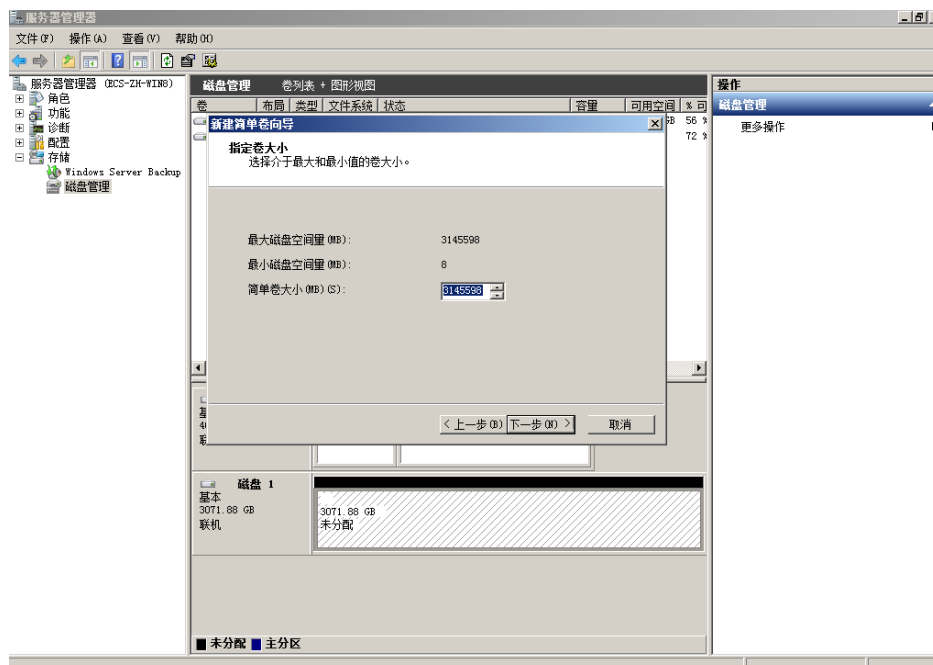 服务器管理器
文件(F) 操作(A) 查看(V) 帮助(H)
服务器管理器 (ECS-ZH-WIN8)
角色
功能
诊断
配置
存储
Windows Server Backup
磁盘管理
磁盘管理 卷列表 + 图形视图
卷 布局 类型 文件系统 状态 容量 可用空间 % 可
GB 56 %
72 %
新建简单卷向导
指定卷大小
选择介于最大和最小值的卷大小。
最大磁盘空间量(MB): 3145598
最小磁盘空间量(MB): 8
简单卷大小(MB)(S): 3145598
< 上一步(B) 下一步(N) > 取消
磁盘 1
基本
3071.88 GB
联机
3071.88 GB
未分配
未分配 主分区
操作
磁盘管理
更多操作